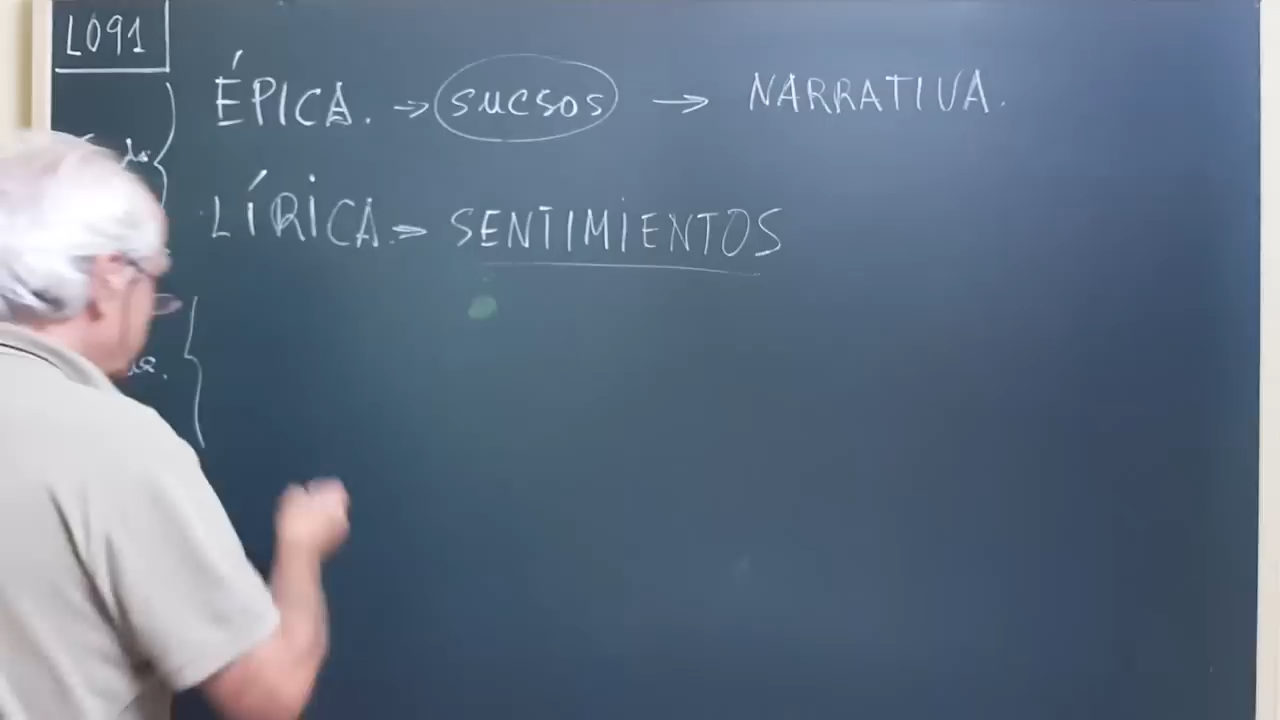 L091
ÉPICA. → sucsos → NARRATIVA.
LÍRICA. → SENTIMIENTOS